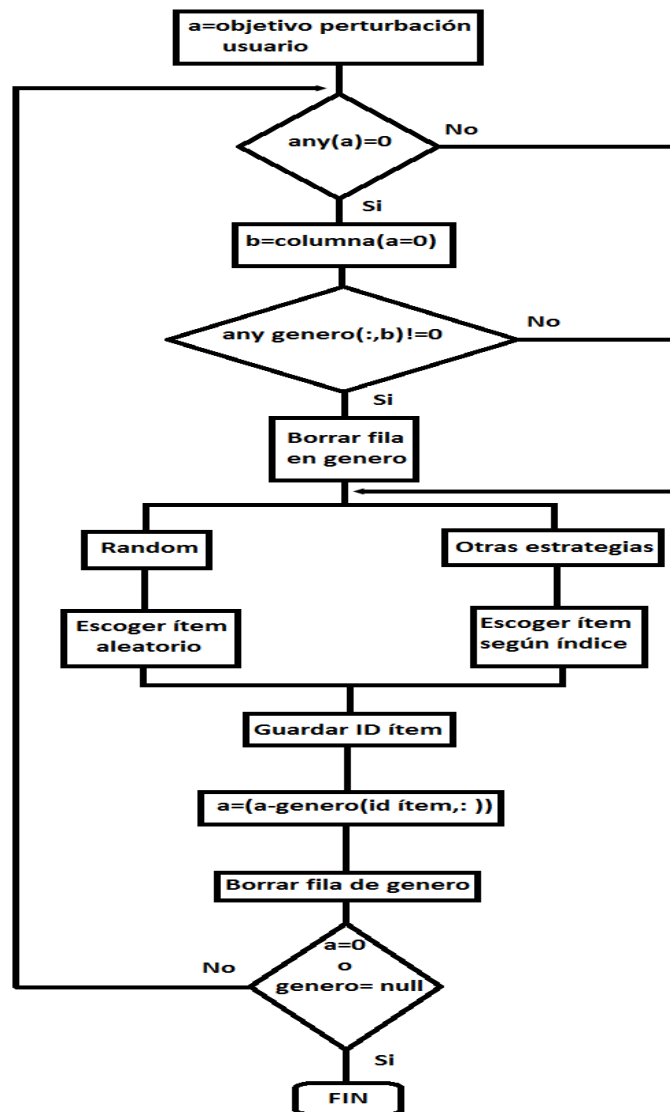 a=objetivo perturbación
usuario
any(a)=0
No
Si
b=columna(a=0)
any genero(:,b)!=0
No
Si
Borrar fila
en genero
Random
Otras estrategias
Escoger ítem
aleatorio
Escoger ítem
según índice
Guardar ID ítem
a=(a-genero(id ítem,: ))
Borrar fila de genero
a=0
o
genero= null
No
Si
FIN